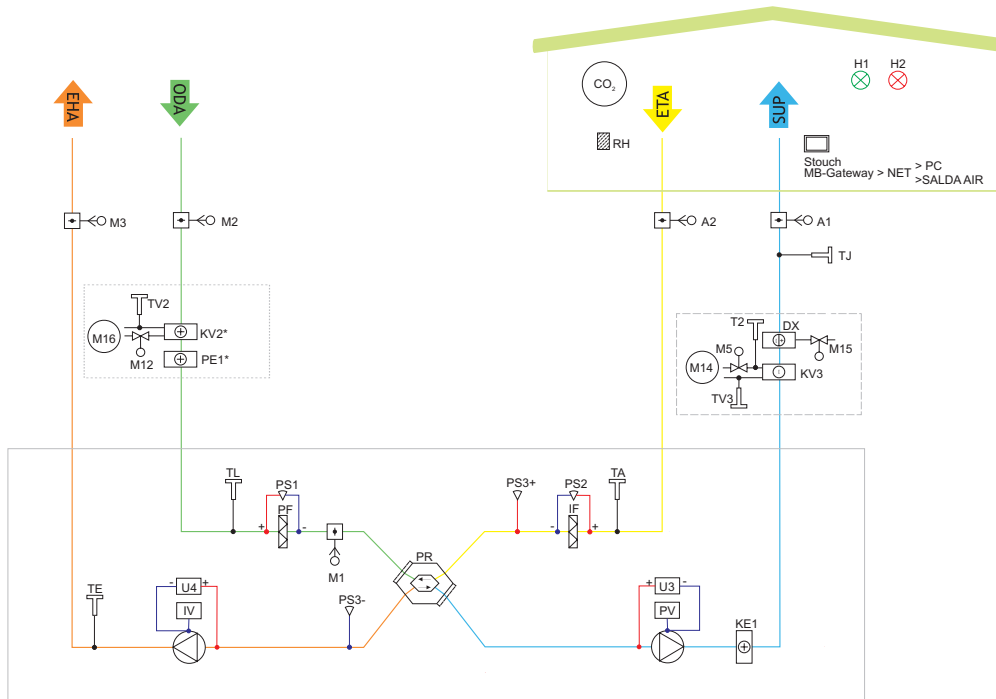 H1
H2
EHA
ODA
CO₂
ETA
SUP
RH
Stouch
MB-Gateway > NET
> PC
>SALDA AIR
M3
M2
A2
A1
TJ
TV2
M16
KV2*
M12
PE1*
T2
DX
M5
M15
M14
KV3
TV3
TL
PS1
PF
+
-
M1
PS3+
PS2
IF
-
+
TA
PR
TE
-
U4
+
IV
PS3-
+
U3
-
PV
KE1